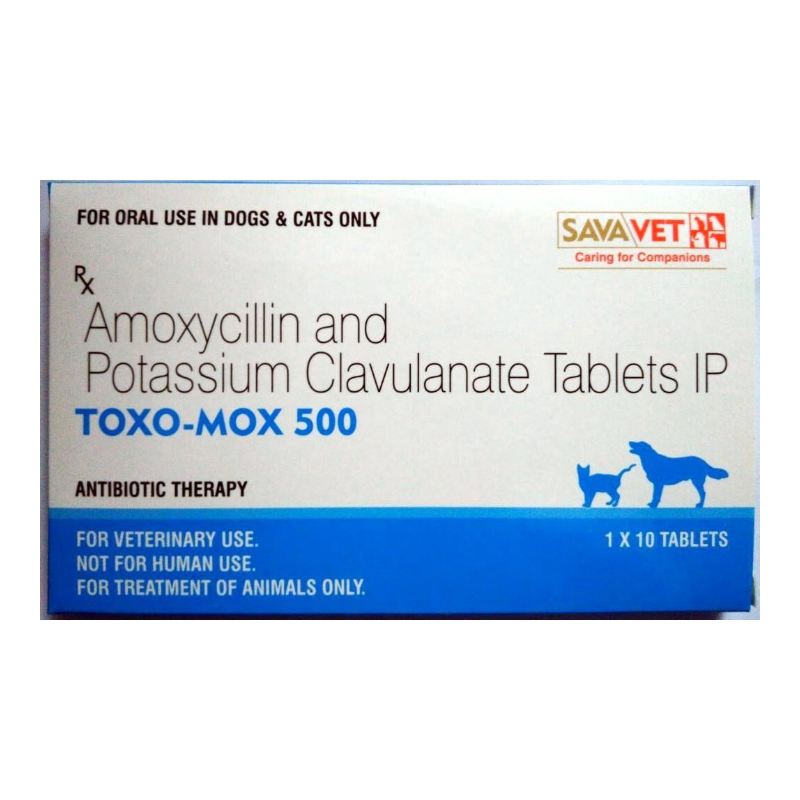 FOR ORAL USE IN DOGS & CATS ONLY
SAVAVET
Caring for Companions
Rx
Amoxycillin and
Potassium Clavulanate Tablets IP
TOXO-MOX 500
ANTIBIOTIC THERAPY
FOR VETERINARY USE.
1 X 10 TABLETS
NOT FOR HUMAN USE.
FOR TREATMENT OF ANIMALS ONLY.